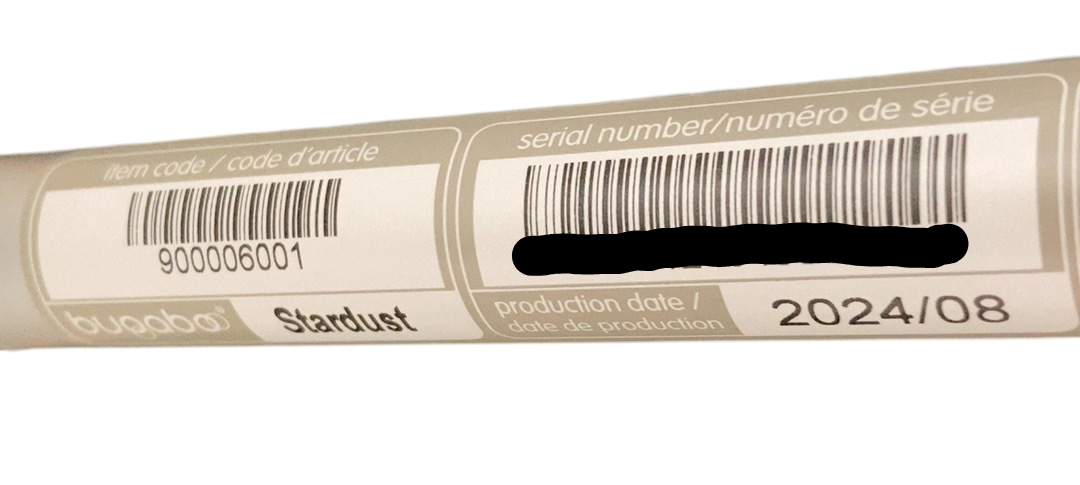 item code / code d'article
900006001
bugaboo®
Stardust
serial number/numéro de série
production date /
date de production
2024/08